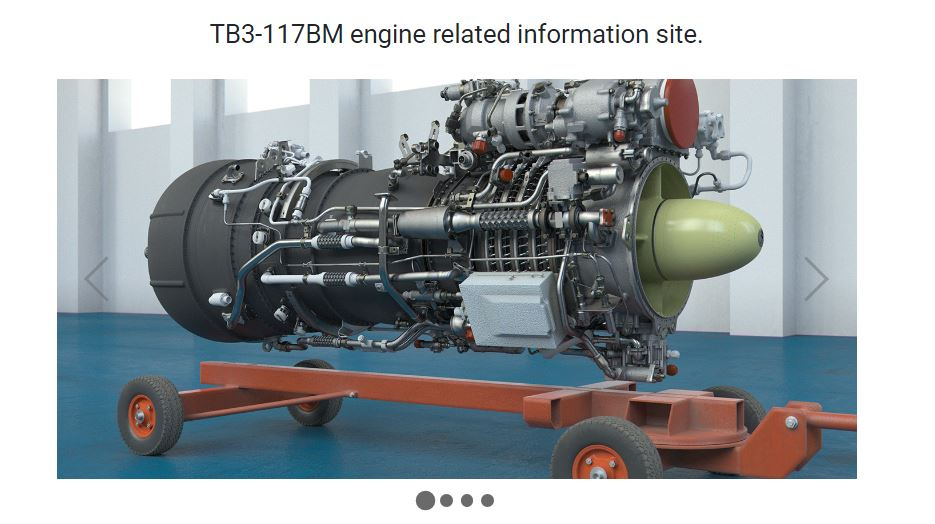 TB3-117BM engine related information site.